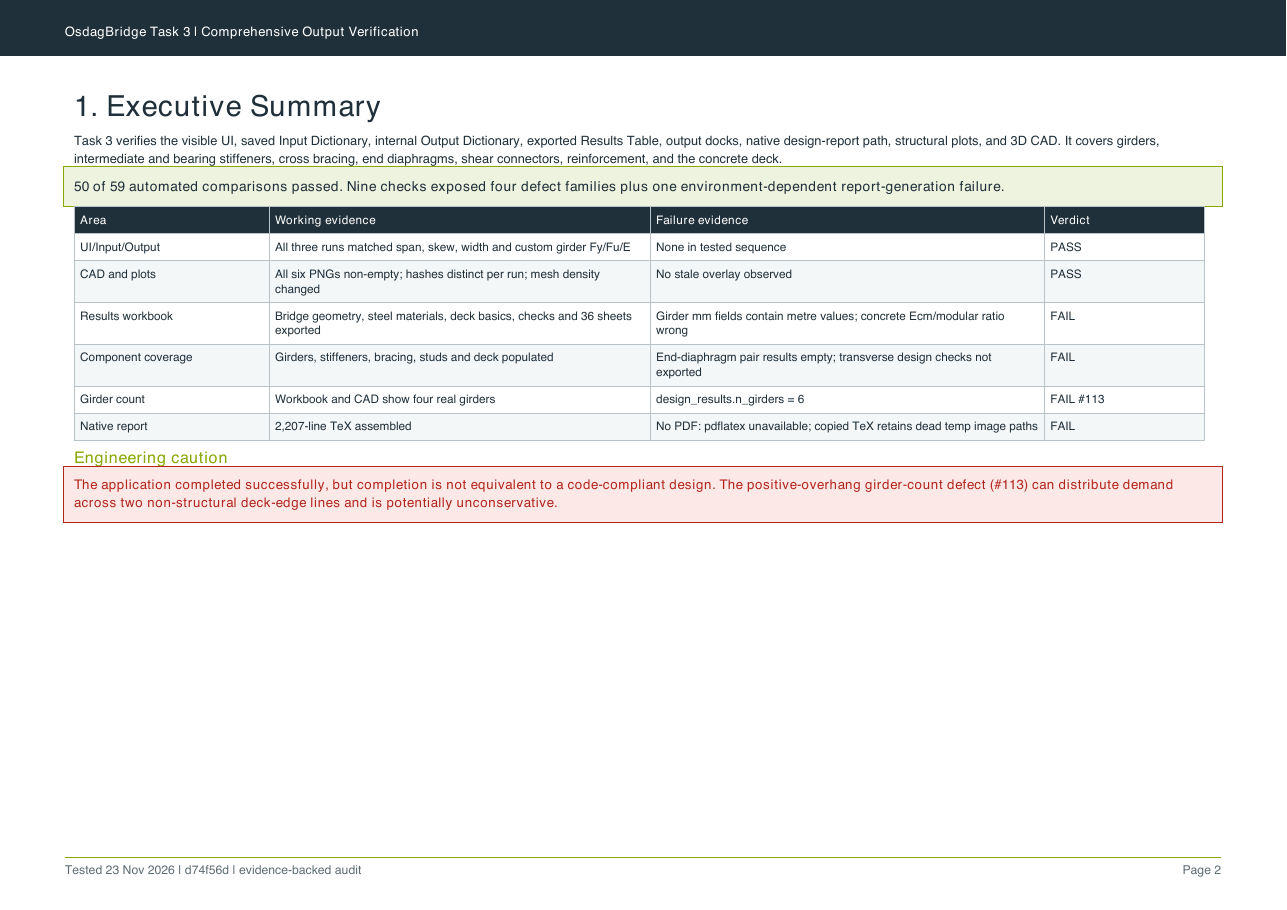 OsdagBridge Task 3 | Comprehensive Output Verification
1. Executive Summary
Task 3 verifies the visible UI, saved Input Dictionary, internal Output Dictionary, exported Results Table, output docks, native design-report path, structural plots, and 3D CAD. It covers girders,
intermediate and bearing stiffeners, cross bracing, end diaphragms, shear connectors, reinforcement, and the concrete deck.
50 of 59 automated comparisons passed. Nine checks exposed four defect families plus one environment-dependent report-generation failure.
Area Working evidence Failure evidence Verdict
UI/Input/Output All three runs matched span, skew, width and custom girder Fy/Fu/E None in tested sequence PASS
CAD and plots All six PNGs non-empty; hashes distinct per run; mesh density No stale overlay observed PASS
changed
Results workbook Bridge geometry, steel materials, deck basics, checks and 36 sheets Girder mm fields contain metre values; concrete Ecm/modular ratio FAIL
exported wrong
Component coverage Girders, stiffeners, bracing, studs and deck populated End-diaphragm pair results empty; transverse design checks not FAIL
exported
Girder count Workbook and CAD show four real girders design_results.n_girders = 6 FAIL #113
Native report 2,207-line TeX assembled No PDF: pdflatex unavailable; copied TeX retains dead temp image paths FAIL
Engineering caution
The application completed successfully, but completion is not equivalent to a code-compliant design. The positive-overhang girder-count defect (#113) can distribute demand
across two non-structural deck-edge lines and is potentially unconservative.
Tested 23 Nov 2026 | d74f56d | evidence-backed audit Page 2